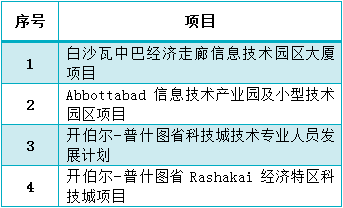 序号 项目
1 白沙瓦中巴经济走廊信息技术园区大厦
项目
2 Abbottabad 信息技术产业园及小型技术
园区项目
3 开伯尔-普什图省科技城技术专业人员发
展计划
4 开伯尔-普什图省 Rashakai 经济特区科
技城项目